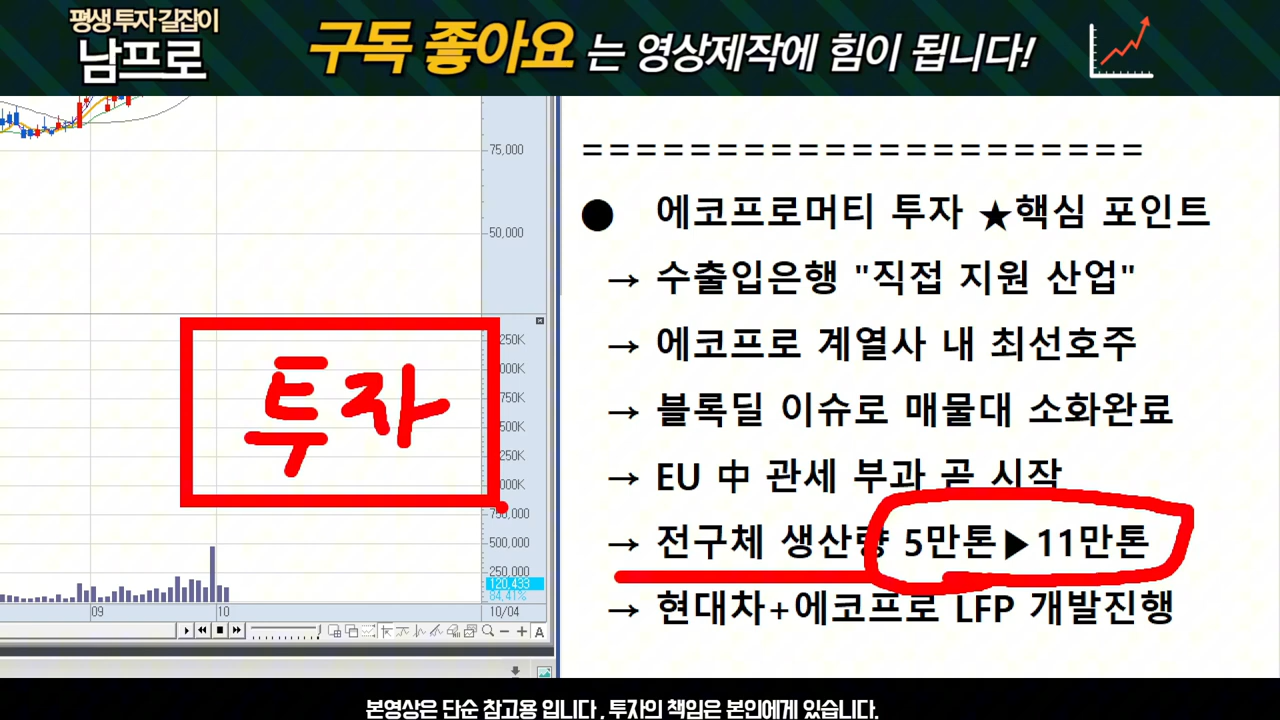 평생 투자 길잡이
남프로
구독 좋아요 는 영상제작에 힘이 됩니다!
75,000
50,000
투자
250K
000K
750K
500K
250K
000K
750,000
500,000
250,000
120,433
84.41%
09
10
10/04
A
=====================
● 에코프로머티 투자 ★핵심 포인트
→ 수출입은행 "직접 지원 산업"
→ 에코프로 계열사 내 최선호주
→ 블록딜 이슈로 매물대 소화완료
→ EU 中 관세 부과 곧 시작
→ 전구체 생산량 5만톤▶11만톤
→ 현대차+에코프로 LFP 개발진행
본영상은 단순 참고용 입니다 , 투자의 책임은 본인에게 있습니다.